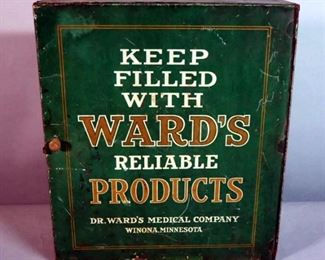 KEEP
FILLED
WITH
WARD'S
RELIABLE
PRODUCTS
DR. WARD'S MEDICAL COMPANY
WINONA, MINNESOTA